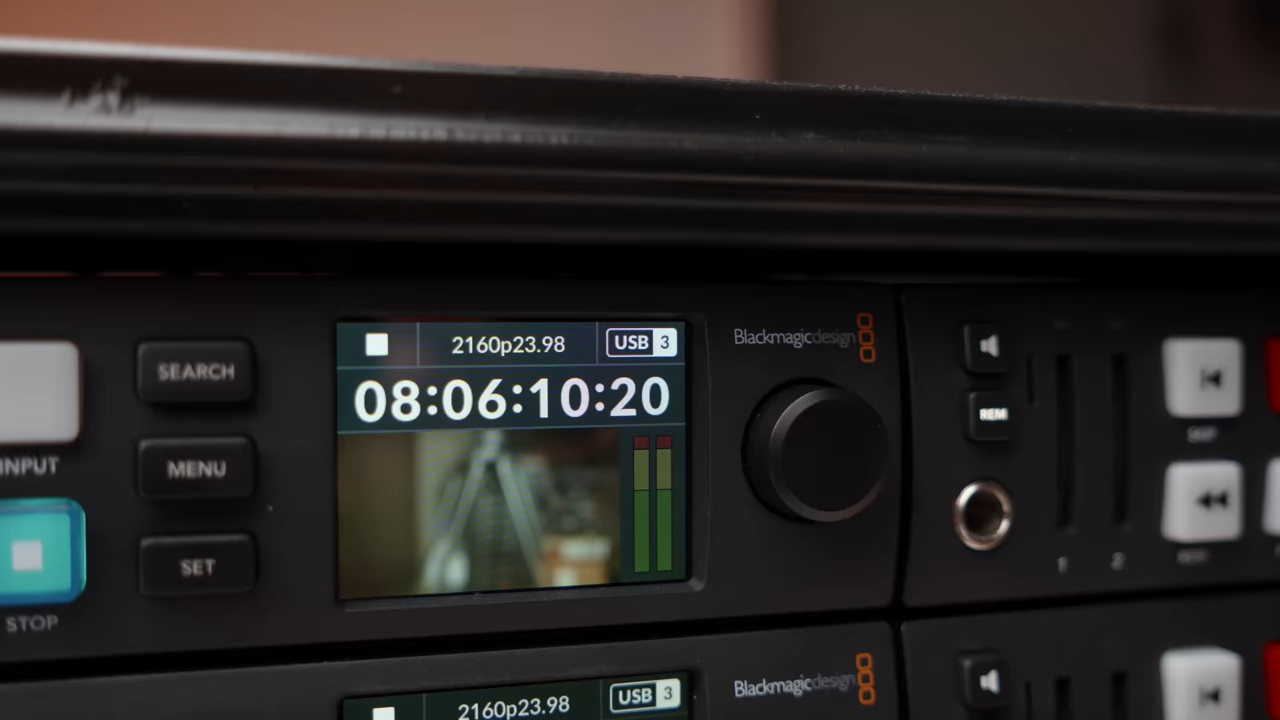 2160p23.98
USB 3
08:06:10:20
Blackmagicdesign
SEARCH
INPUT
MENU
SET
STOP
REM
1
2
2160p23.98
USB 3
Blackmagicdesign